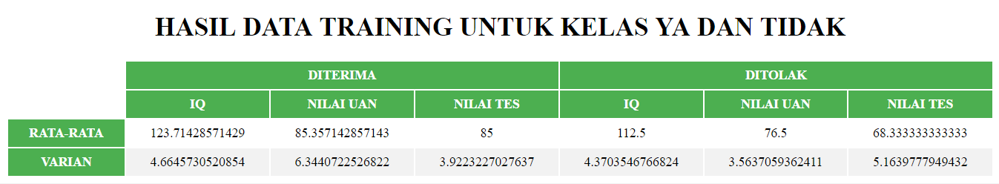 HASIL DATA TRAINING UNTUK KELAS YA DAN TIDAK
DITERIMA DITOLAK
IQ NILAI UAN NILAI TES IQ NILAI UAN NILAI TES
RATA-RATA 123.71428571429 85.357142857143 85 112.5 76.5 68.333333333333
VARIAN 4.6645730520854 6.3440722526822 3.9223227027637 4.3703546766824 3.5637059362411 5.1639777949432